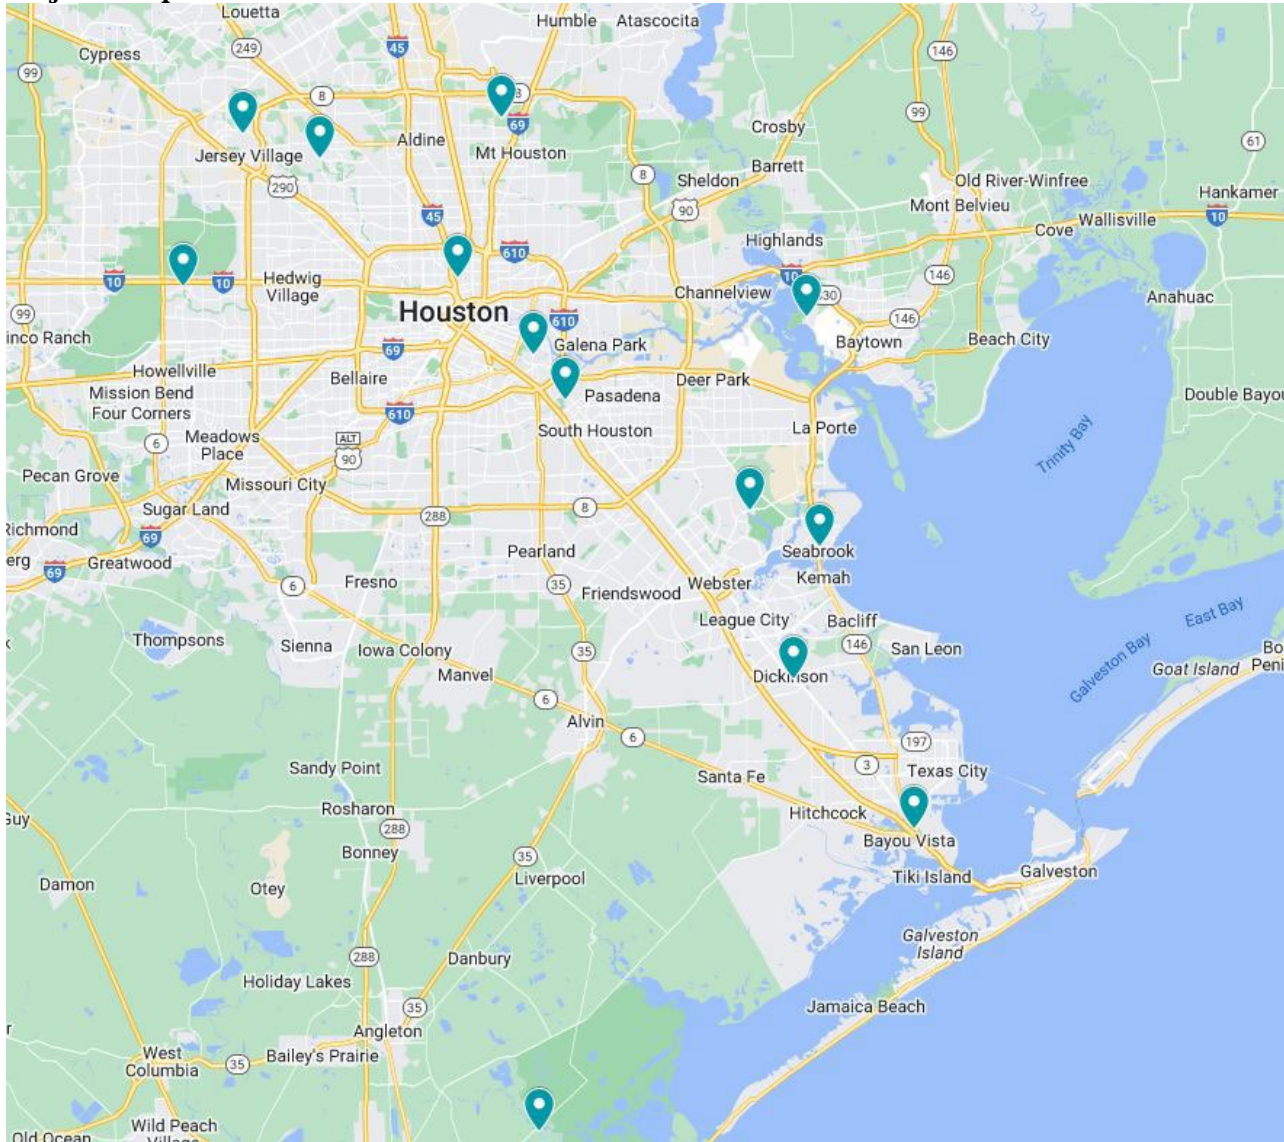 Louetta
Humble
Atascocita
Cypress
249
45
146
99
8
69
99
61
Jersey Village
Aldine
Mt Houston
Crosby
Barrett
290
8
Sheldon
Old River-Winfree
45
90
Mont Belvieu
Hankamer
Wallisville
10
Cove
Highlands
610
10
10
Hedwig
Village
10
146
Channelview
Anahuac
99
Houston
610
146
Galena Park
Baytown
Beach City
69
Howellville
Bellaire
Deer Park
Mission Bend
Four Corners
Pasadena
Double Bayou
610
South Houston
La Porte
6
Meadows
Place
ALT
90
Trinity Bay
Pecan Grove
Missouri City
Sugar Land
8
288
69
Pearland
Seabrook
Greatwood
69
Fresno
35
Webster
Kemah
6
Friendswood
League City
Bacliff
East Bay
Thompsons
Sienna
Iowa Colony
35
146
San Leon
Galveston Bay
Goat Island
Manvel
Dickinson
6
Alvin
6
197
Sandy Point
Santa Fe
3
Texas City
Rosharon
Hitchcock
288
Bonney
Bayou Vista
35
Damon
Otey
Liverpool
Tiki Island
Galveston
Galveston
Island
288
Danbury
Holiday Lakes
35
Jamaica Beach
Angleton
West
Columbia
35
Bailey's Prairie
Wild Peach
Old Ocean